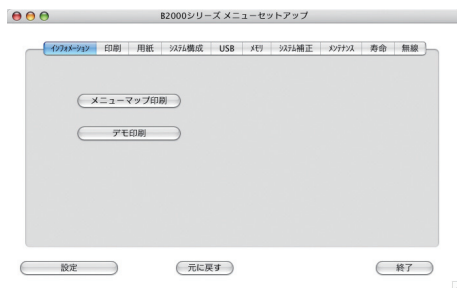 B2000シリーズ メニューセットアップ
ｲﾝﾌｫﾒｰｼｮﾝ 印刷 用紙 ｼｽﾃﾑ構成 USB ﾒﾓﾘ ｼｽﾃﾑ補正 ﾒﾝﾃﾅﾝｽ 寿命 無線
メニューマップ印刷
デモ印刷
設定 元に戻す 終了